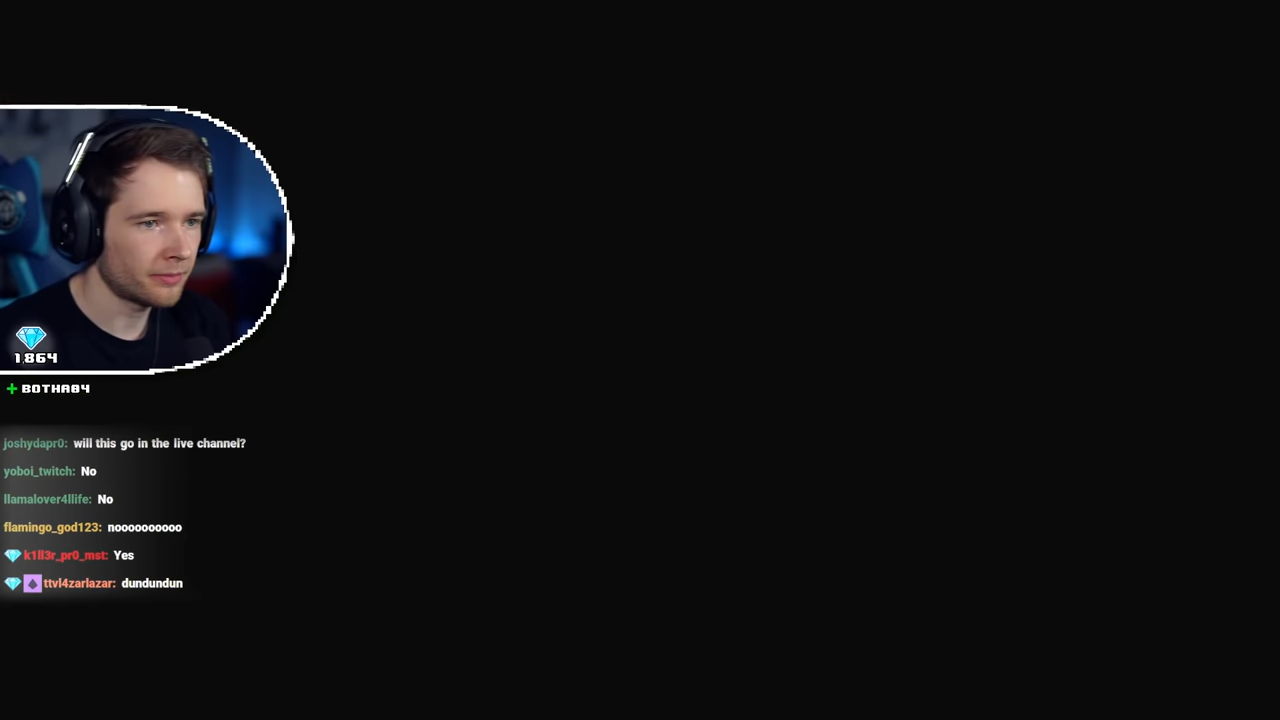 1,864
+ BOTHA84
joshydapr0: will this go in the live channel?
yoboi_twitch: No
llamalover4llife: No
flamingo_god123: noooooooooo
k1ll3r_pr0_mst: Yes
ttvl4zarlazar: dundundun